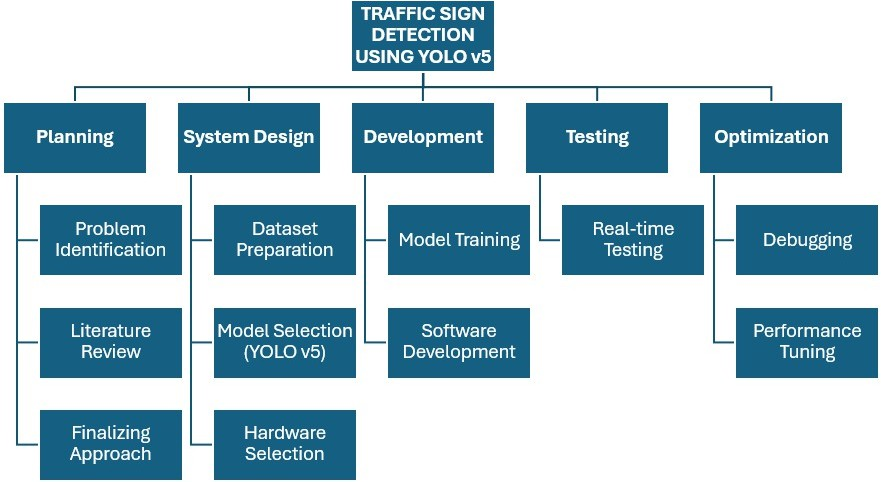 TRAFFIC SIGN
DETECTION
USING YOLO v5
Planning
System Design
Development
Testing
Optimization
Problem
Identification
Literature
Review
Finalizing
Approach
Dataset
Preparation
Model Selection
(YOLO v5)
Hardware
Selection
Model Training
Software
Development
Real-time
Testing
Debugging
Performance
Tuning